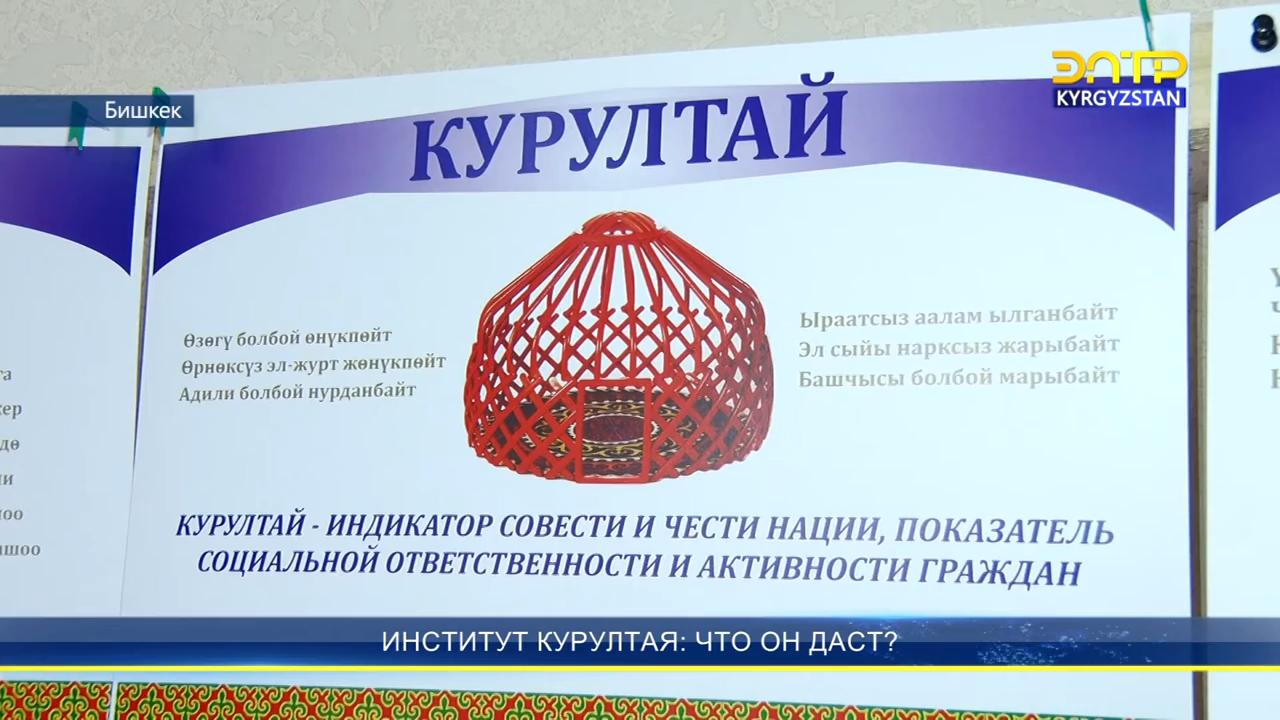 Бишкек
ЭЛТР
KYRGYZSTAN
КУРУЛТАЙ
Өзөгү болбой өнүкпөйт
Өрнөксүз эл-журт жөнүкпөйт
Адили болбой нурданбайт
Ыраатсыз аалам ылганбайт
Эл сыйы нарксыз жарыбайт
Башчысы болбой марыбайт
КУРУЛТАЙ - ИНДИКАТОР СОВЕСТИ И ЧЕСТИ НАЦИИ, ПОКАЗАТЕЛЬ
СОЦИАЛЬНОЙ ОТВЕТСТВЕННОСТИ И АКТИВНОСТИ ГРАЖДАН
ИНСТИТУТ КУРУЛТАЯ: ЧТО ОН ДАСТ?